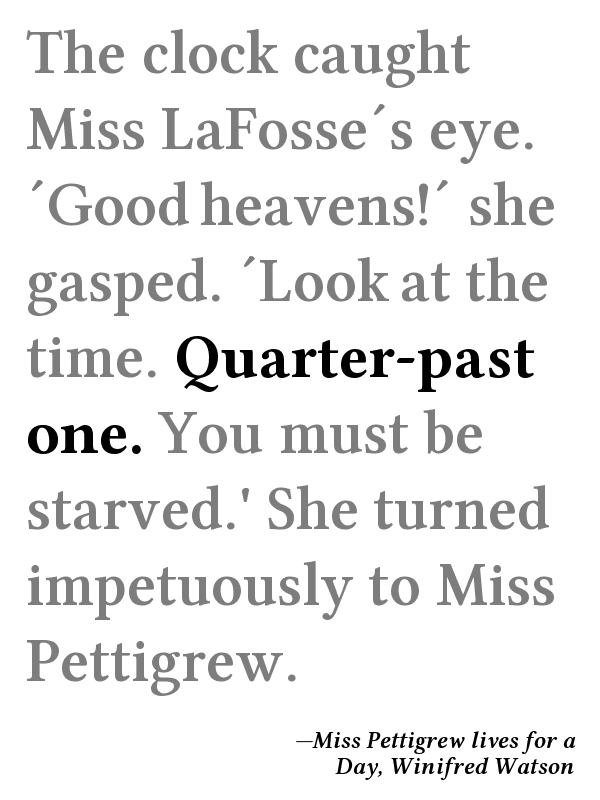 The clock caught
Miss LaFosse´s eye.
´Good heavens!´ she
gasped. ´Look at the
time. Quarter-past
one. You must be
starved.' She turned
impetuously to Miss
Pettigrew.
—Miss Pettigrew lives for a
Day, Winifred Watson